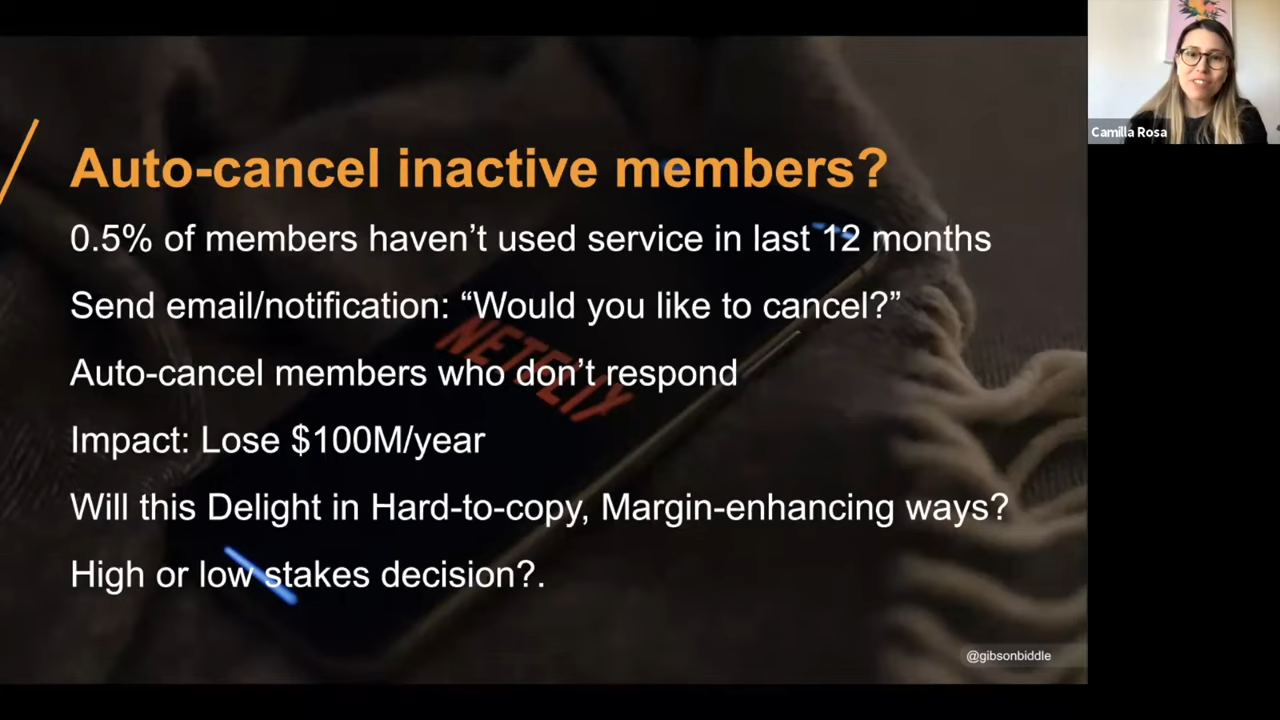 Auto-cancel inactive members?
0.5% of members haven’t used service in last 12 months
Send email/notification: “Would you like to cancel?”
Auto-cancel members who don’t respond
NETFLIX
Impact: Lose $100M/year
Will this Delight in Hard-to-copy, Margin-enhancing ways?
High or low stakes decision?.
@gibsonbiddle
Camilla Rosa